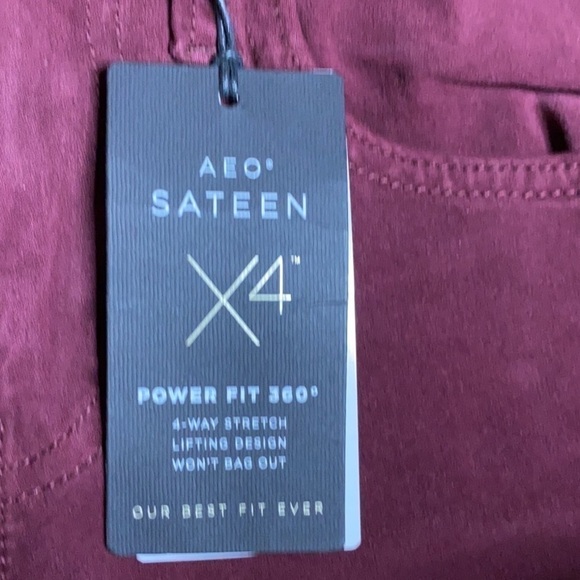 AEO®
SATEEN
X4™
POWER FIT 360°
4-WAY STRETCH
LIFTING DESIGN
WON'T BAG OUT
OUR BEST FIT EVER